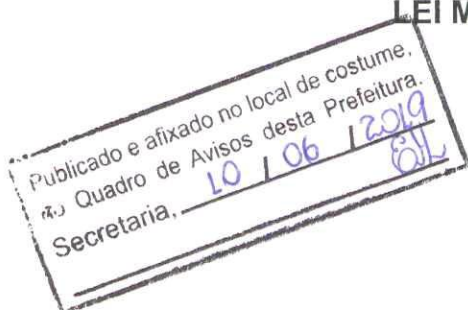 LEI M
Publicado e afixado no local de costume,
Quadro de Avisos desta Prefeitura.
Secretaria, 10 / 06 / 2019